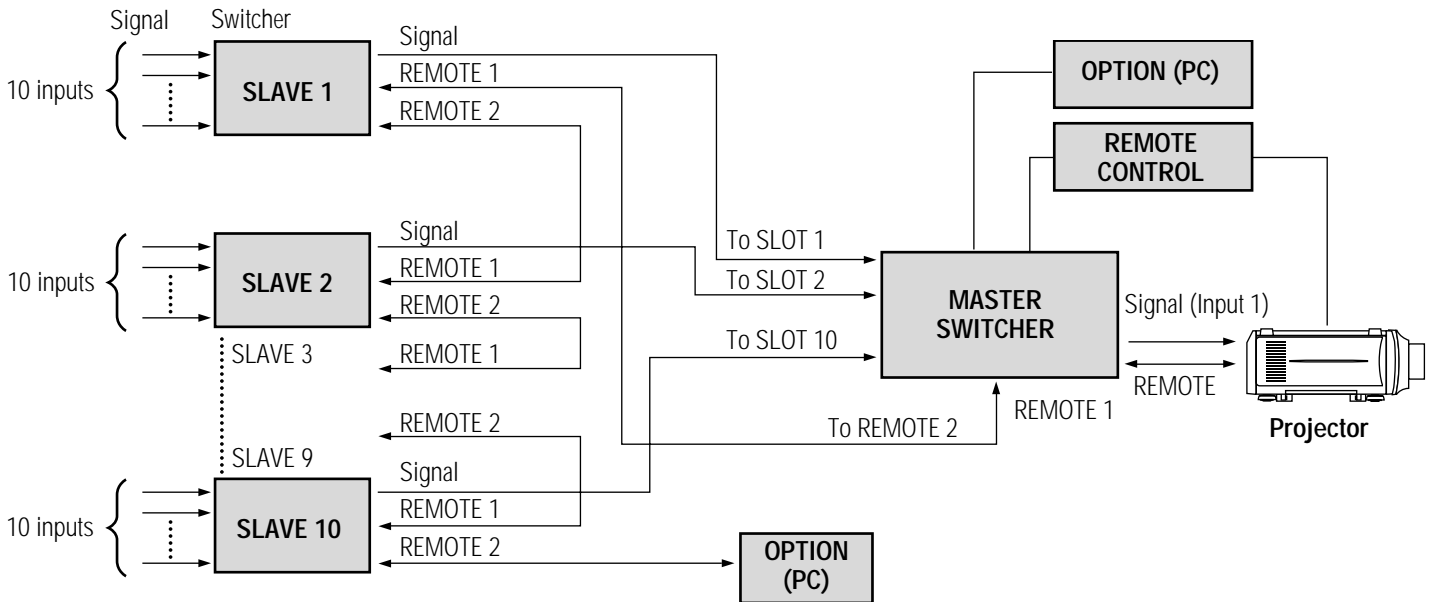 Signal Switcher
10 inputs
SLAVE 1
Signal
REMOTE 1
REMOTE 2
10 inputs
SLAVE 2
Signal
REMOTE 1
REMOTE 2
SLAVE 3
REMOTE 1
REMOTE 2
SLAVE 9
10 inputs
SLAVE 10
Signal
REMOTE 1
REMOTE 2
OPTION
(PC)
To SLOT 1
To SLOT 2
To SLOT 10
To REMOTE 2
OPTION (PC)
REMOTE
CONTROL
MASTER
SWITCHER
REMOTE 1
Signal (Input 1)
REMOTE
Projector